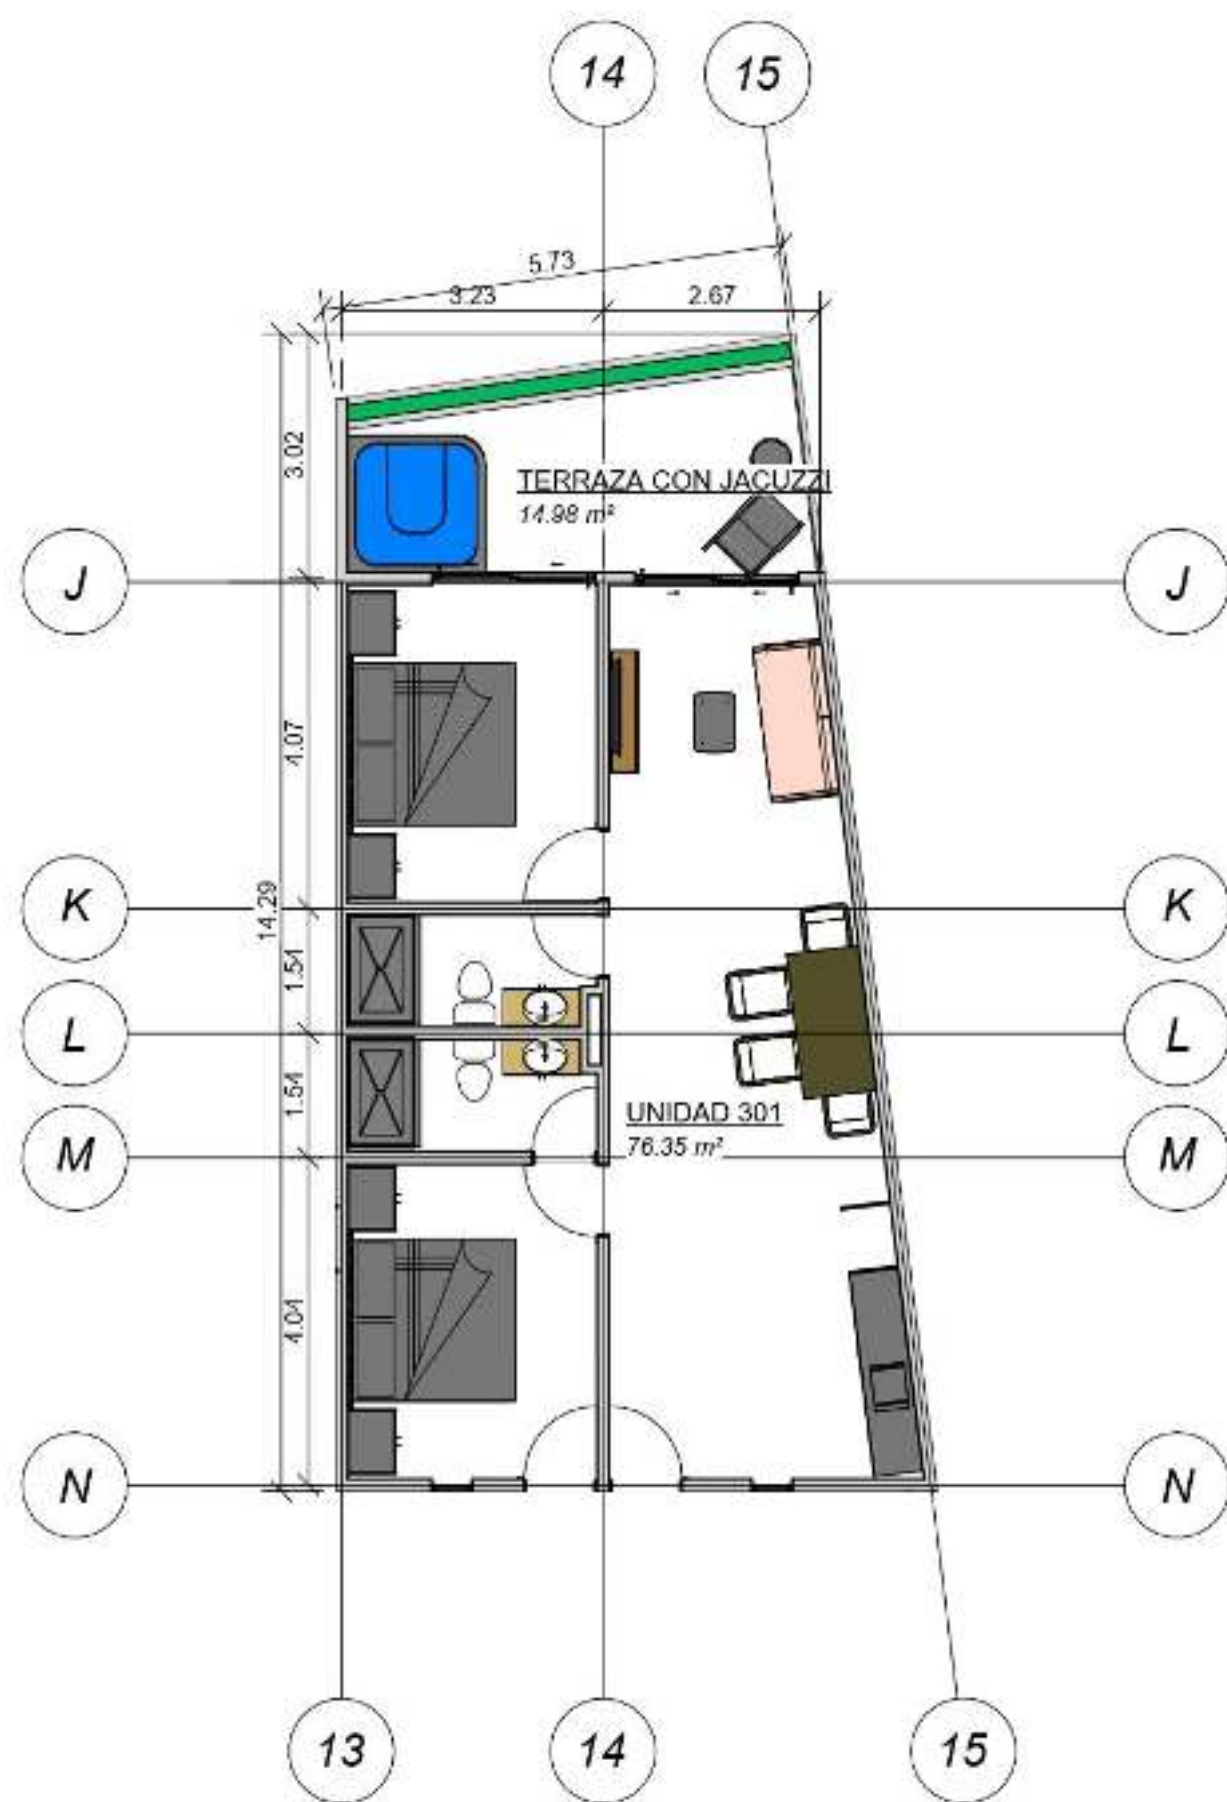 14
15
5.73
3.23
2.67
3.02
TERRAZA CON JACUZZI
14.98 m²
J
J
4.07
K
K
14.29
1.54
L
L
1.54
UNIDAD 301
76.35 m²
M
M
4.04
N
N
13
14
15